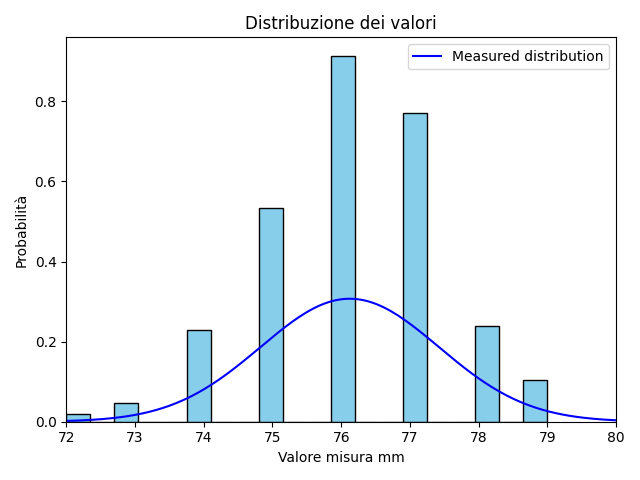 Distribuzione dei valori
Measured distribution
Probabilità
0.8
0.6
0.4
0.2
0.0
72 73 74 75 76 77 78 79 80
Valore misura mm